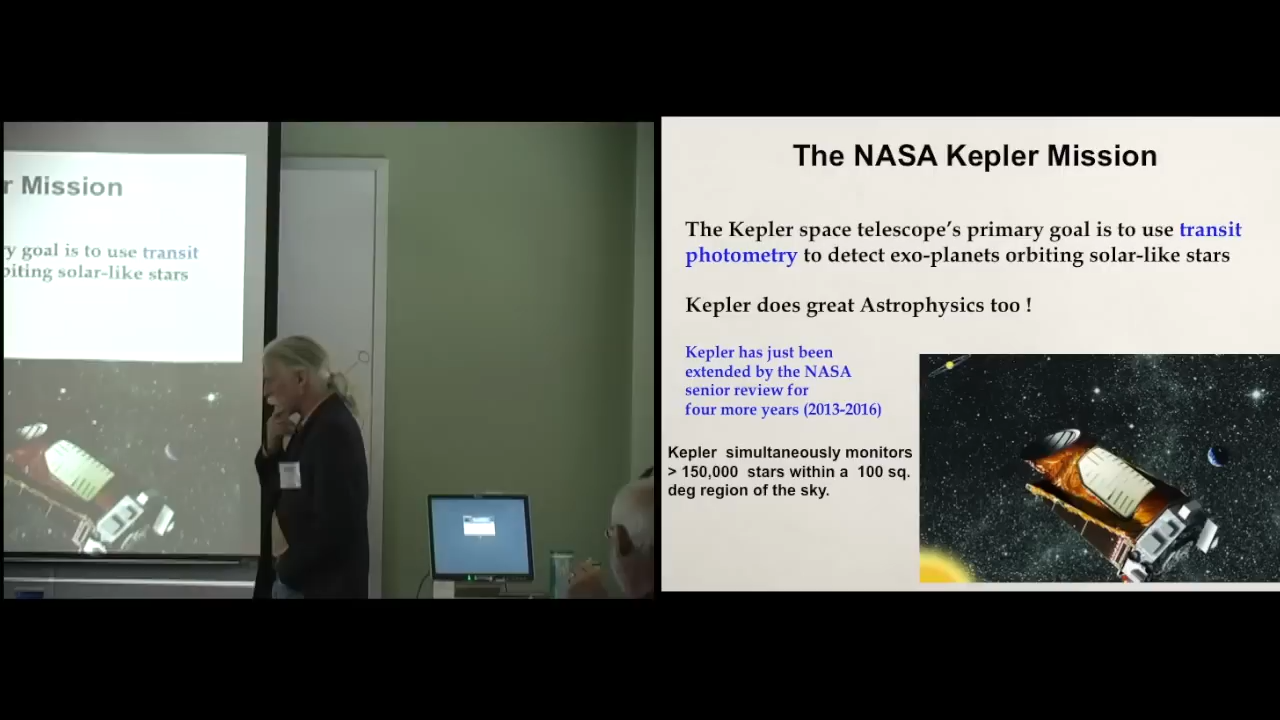 r Mission
ry goal is to use transit
biting solar-like stars
The NASA Kepler Mission
The Kepler space telescope's primary goal is to use transit
photometry to detect exo-planets orbiting solar-like stars
Kepler does great Astrophysics too !
Kepler has just been
extended by the NASA
senior review for
four more years (2013-2016)
Kepler simultaneously monitors
> 150,000 stars within a 100 sq.
deg region of the sky.